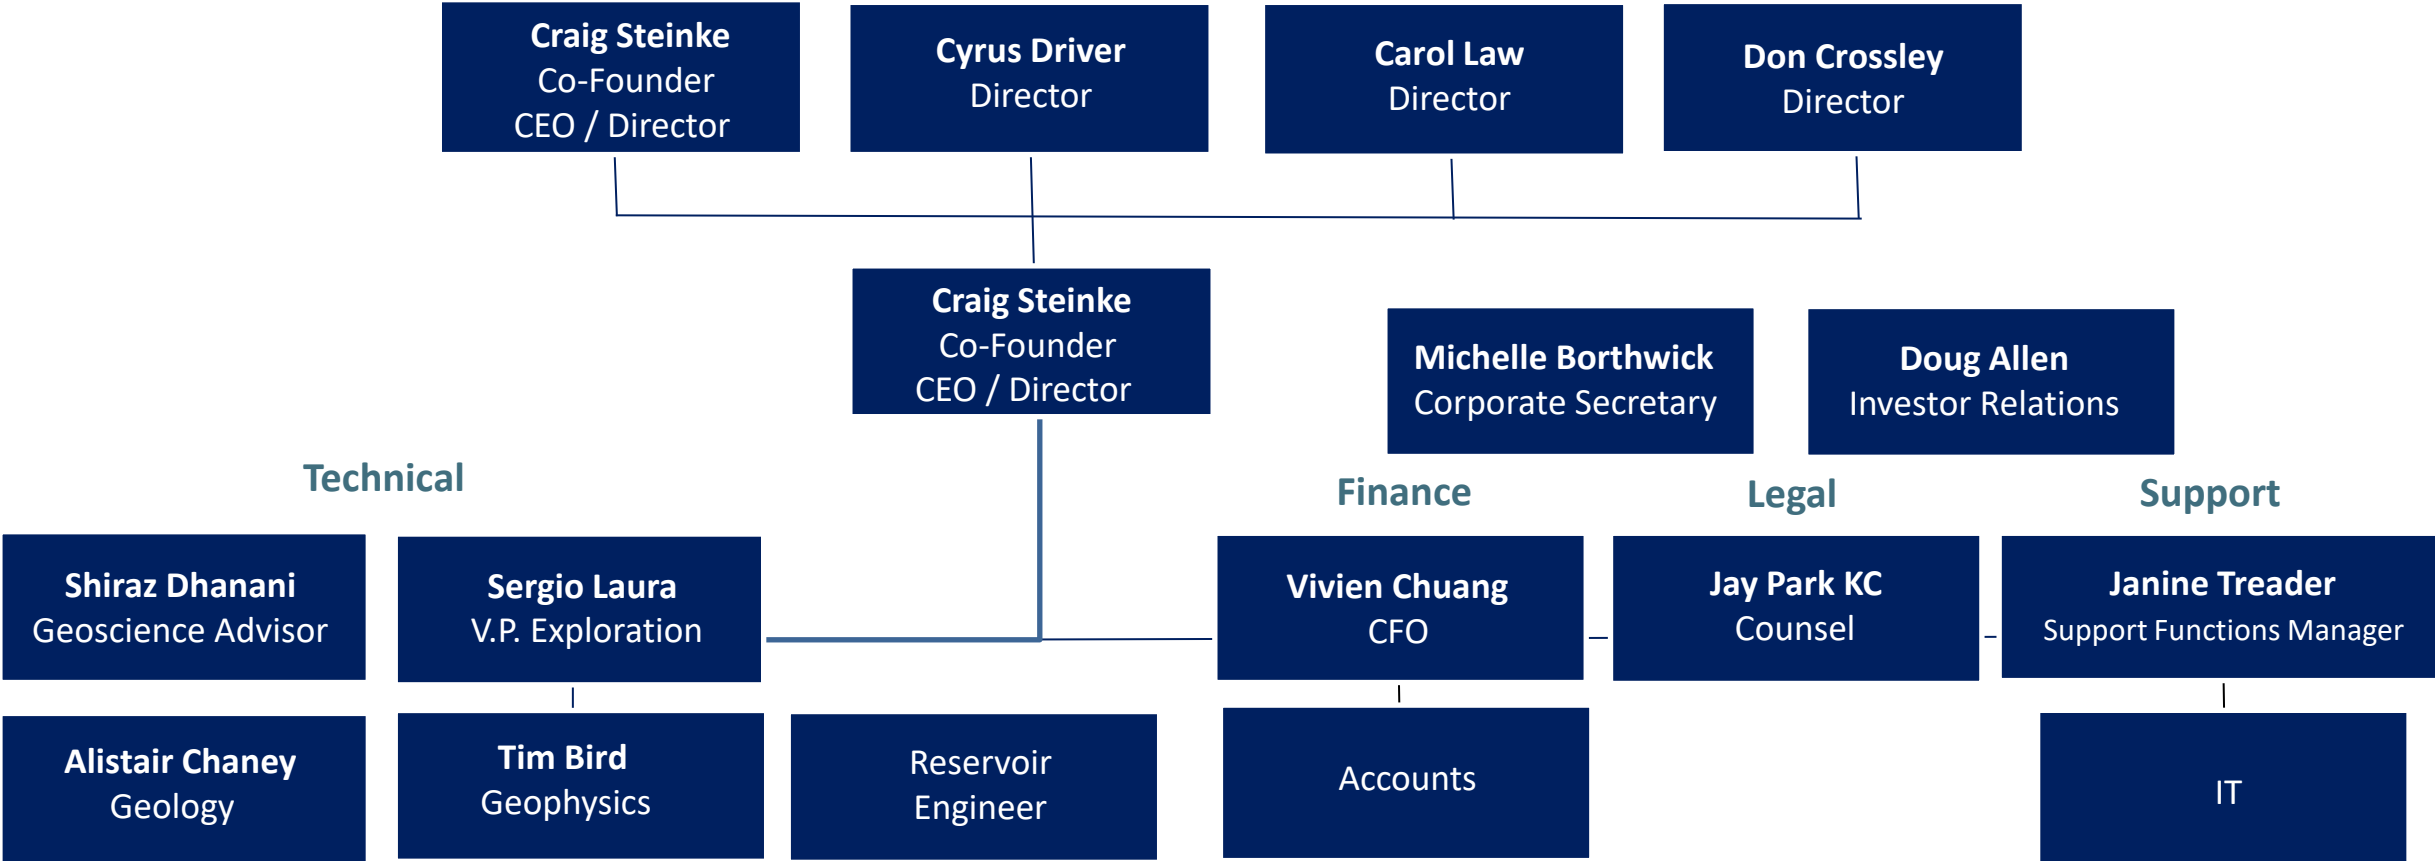 Craig Steinke
Co-Founder
CEO / Director
Cyrus Driver
Director
Carol Law
Director
Don Crossley
Director
Craig Steinke
Co-Founder
CEO / Director
Michelle Borthwick
Corporate Secretary
Doug Allen
Investor Relations
Technical
Finance
Legal
Support
Shiraz Dhanani
Geoscience Advisor
Sergio Laura
V.P. Exploration
Vivien Chuang
CFO
Jay Park KC
Counsel
Janine Treader
Support Functions Manager
Alistair Chaney
Geology
Tim Bird
Geophysics
Reservoir
Engineer
Accounts
IT